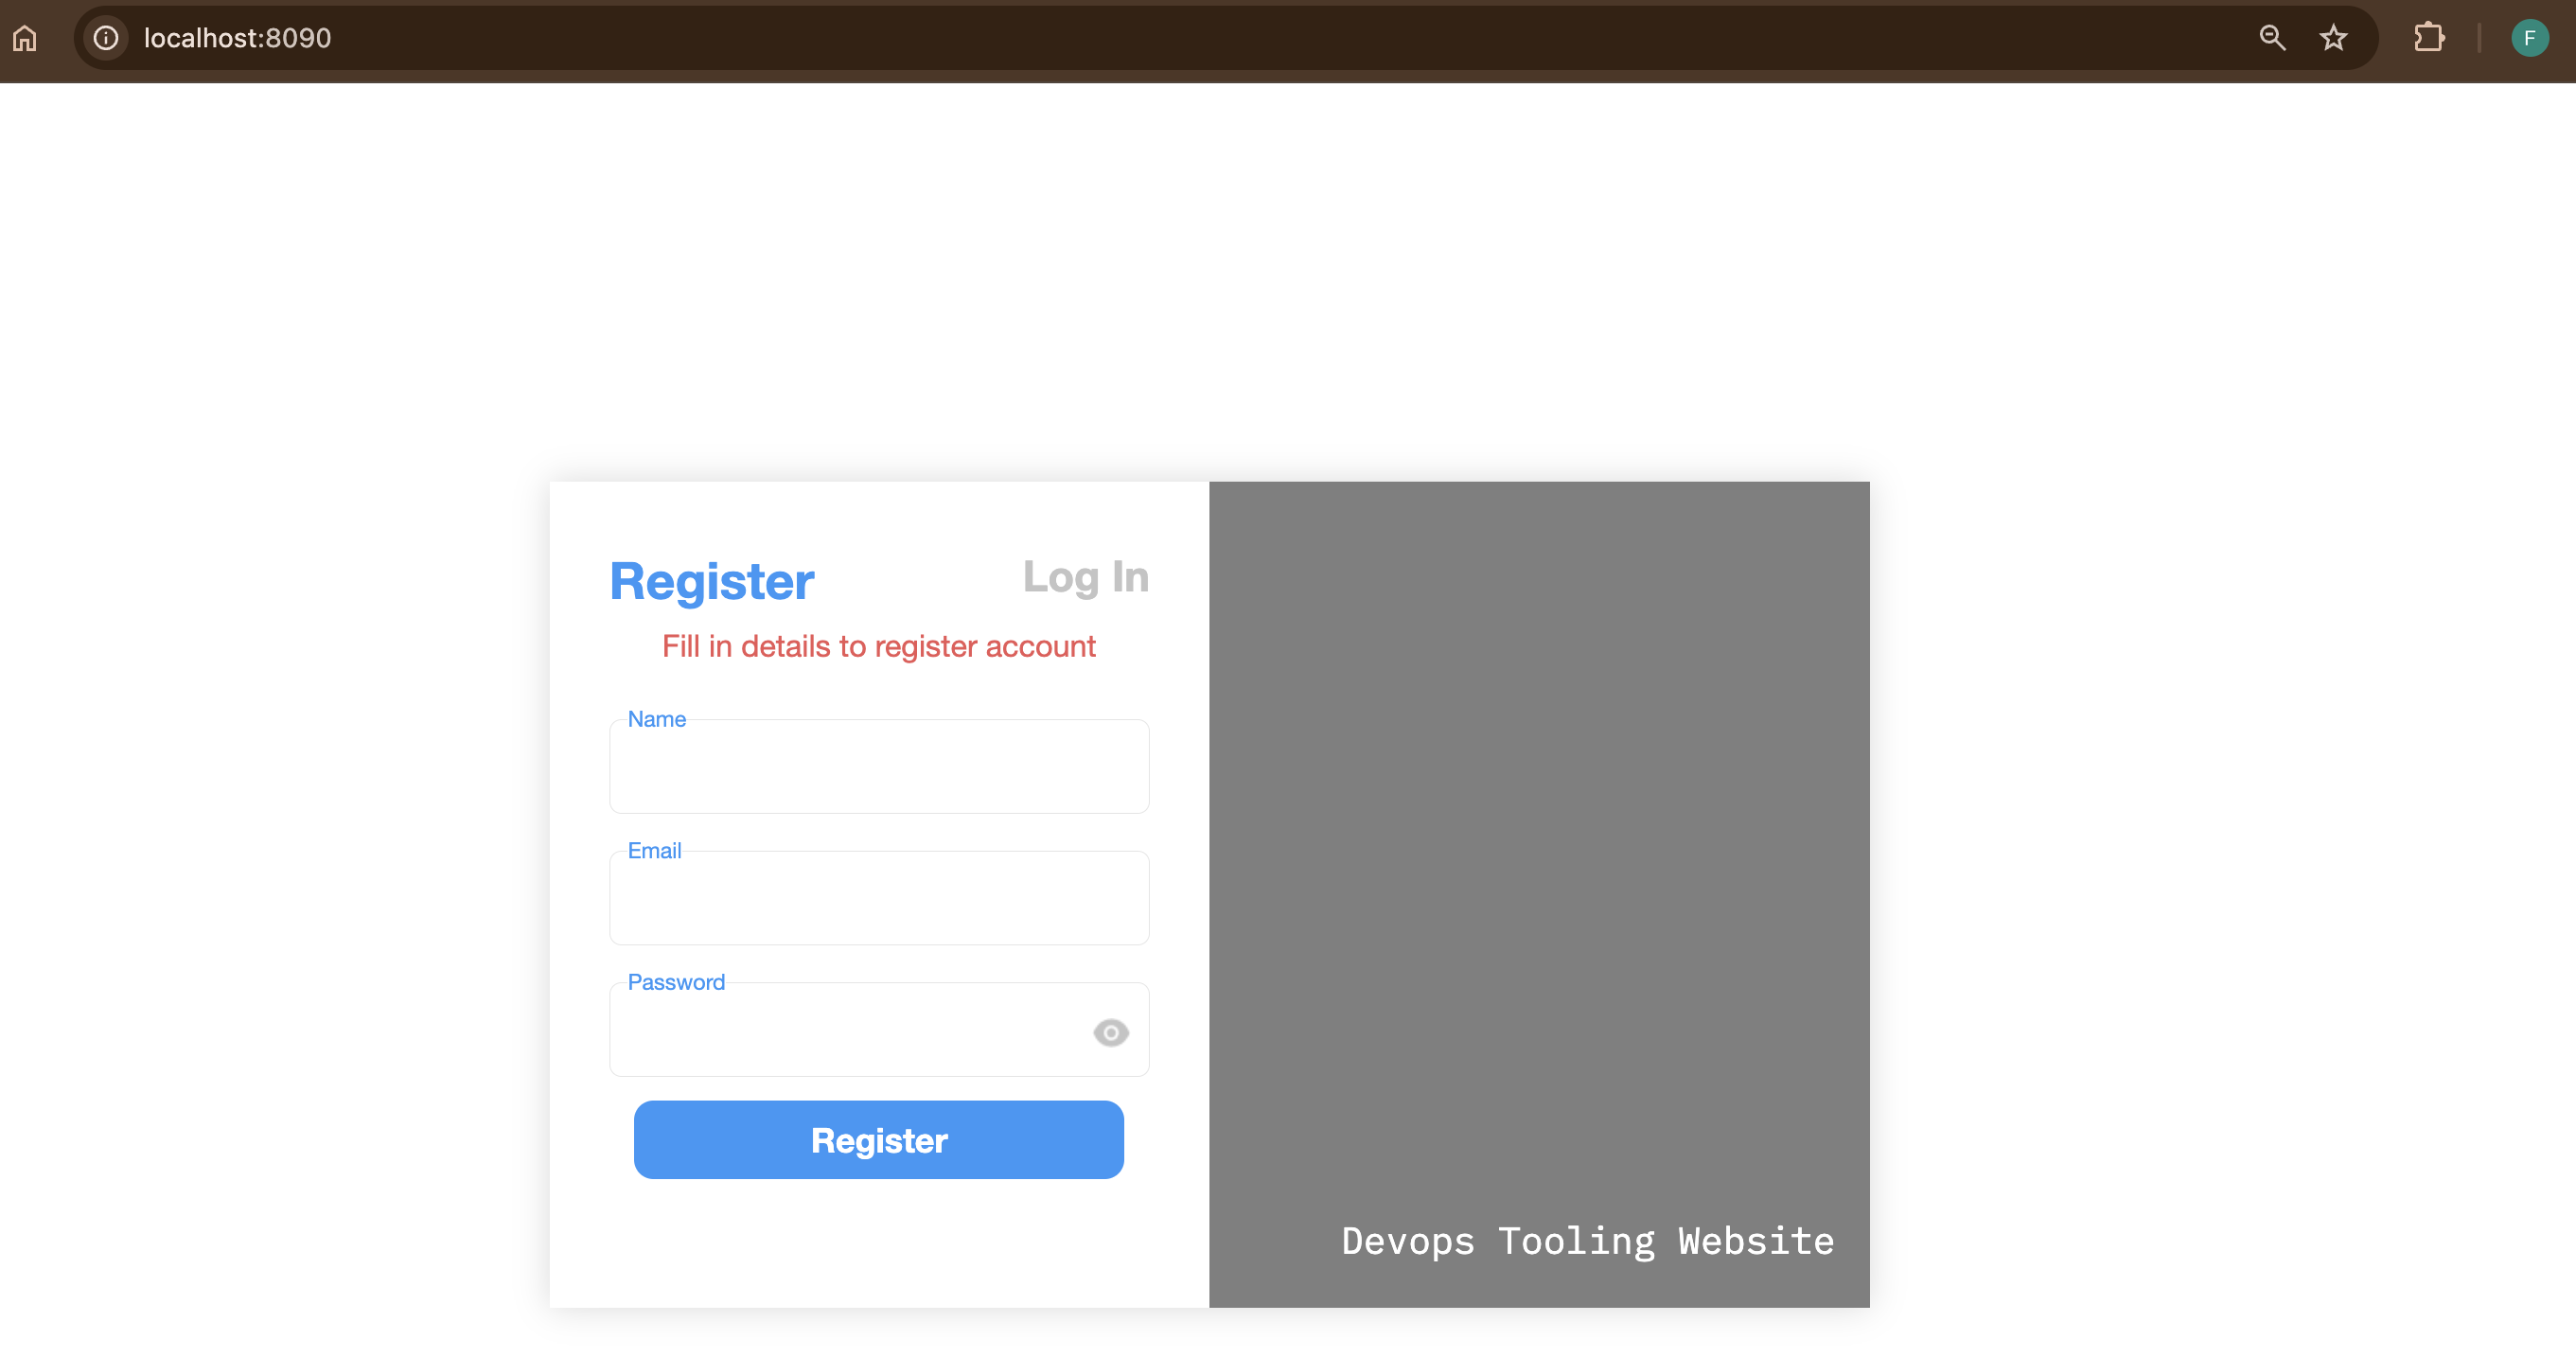 localhost:8090
F
Register
Log In
Fill in details to register account
Name
Email
Password
Register
Devops Tooling Website